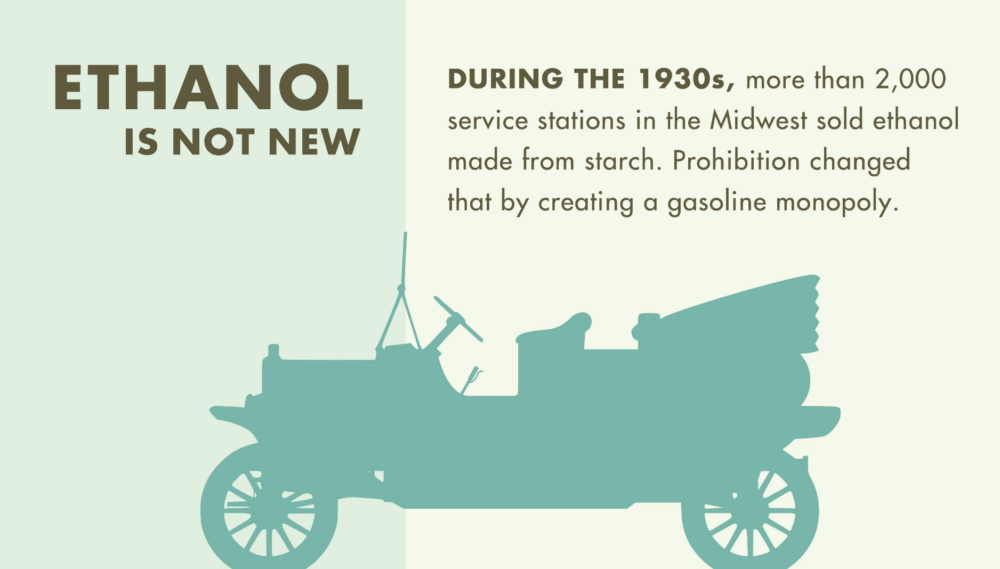 ETHANOL
IS NOT NEW
DURING THE 1930s, more than 2,000
service stations in the Midwest sold ethanol
made from starch. Prohibition changed
that by creating a gasoline monopoly.